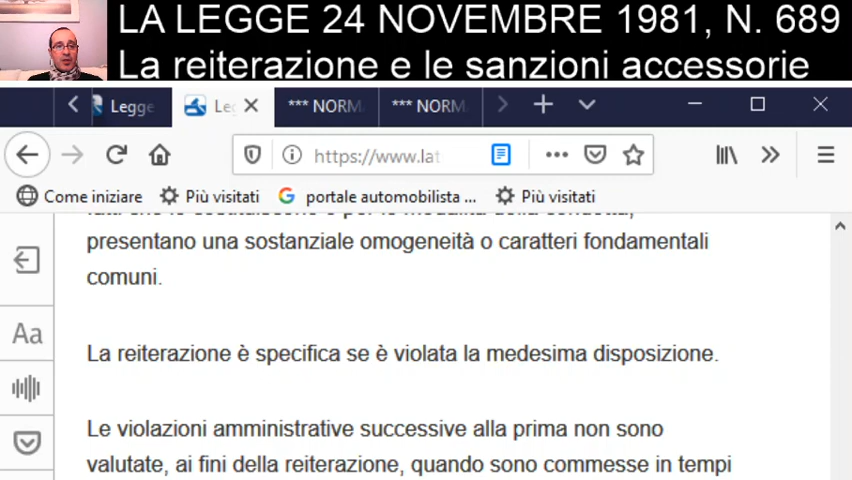 LA LEGGE 24 NOVEMBRE 1981, N. 689
La reiterazione e le sanzioni accessorie
Legge
Le
*** NORM
*** NORM
https://www.lat
Come iniziare
Più visitati
portale automobilista ...
Più visitati
presentano una sostanziale omogeneità o caratteri fondamentali
comuni.
Aa
La reiterazione è specifica se è violata la medesima disposizione.
Le violazioni amministrative successive alla prima non sono
valutate, ai fini della reiterazione, quando sono commesse in tempi